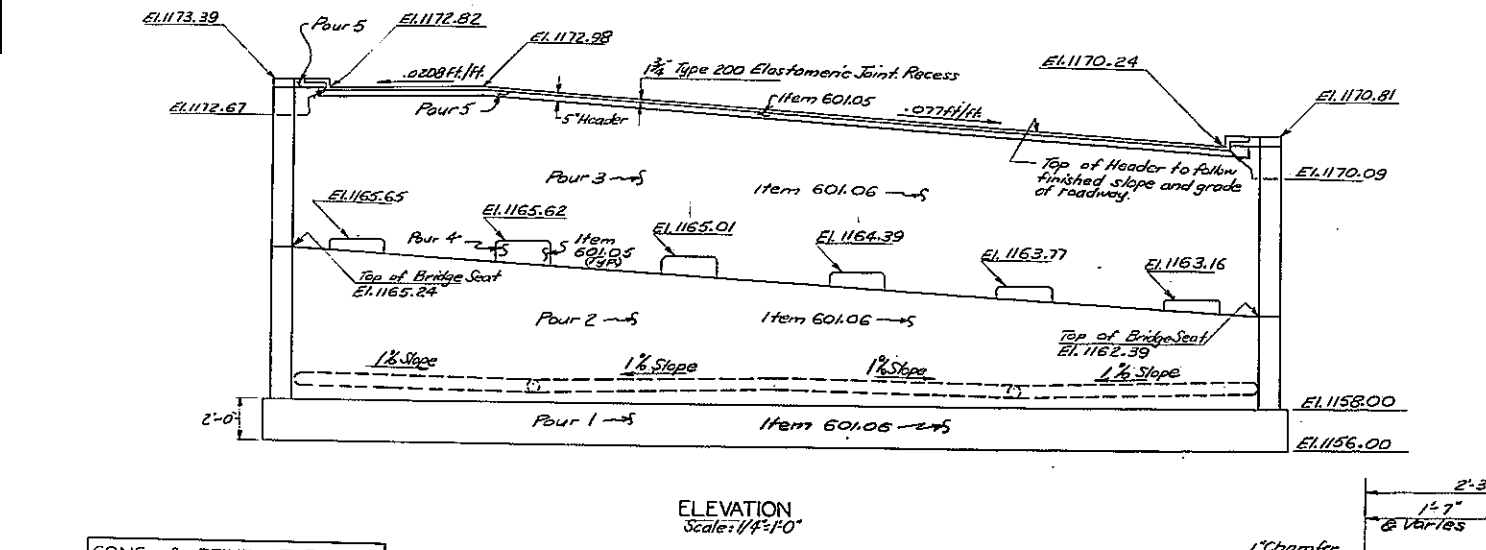 El.1173.39
Pour 5
El.1172.82
El.1172.98
.0208 Ft./ft.
1¾" Type 200 Elastomeric Joint Recess
El.1170.24
El.1172.67
Pour 5
5" Header
Item 601.05
.077 ft/ft.
El.1170.81
Top of Header to follow
finished slope and grade
of roadway.
El.1170.09
Pour 3
Item 601.06
El.1165.65
El.1165.62
El.1165.01
El.1164.39
El.1163.77
El.1163.16
Pour 4
Item
601.05
(Typ)
Top of Bridge Seat
El.1165.24
Pour 2
Item 601.06
Top of Bridge Seat
El.1162.39
1% Slope
1% Slope
1% Slope
1% Slope
2'-0"
Pour 1
Item 601.06
El.1158.00
El.1156.00
ELEVATION
Scale: 1/4"=1'-0"
2'-3
1'-7"
& Varies
1" Chamfer